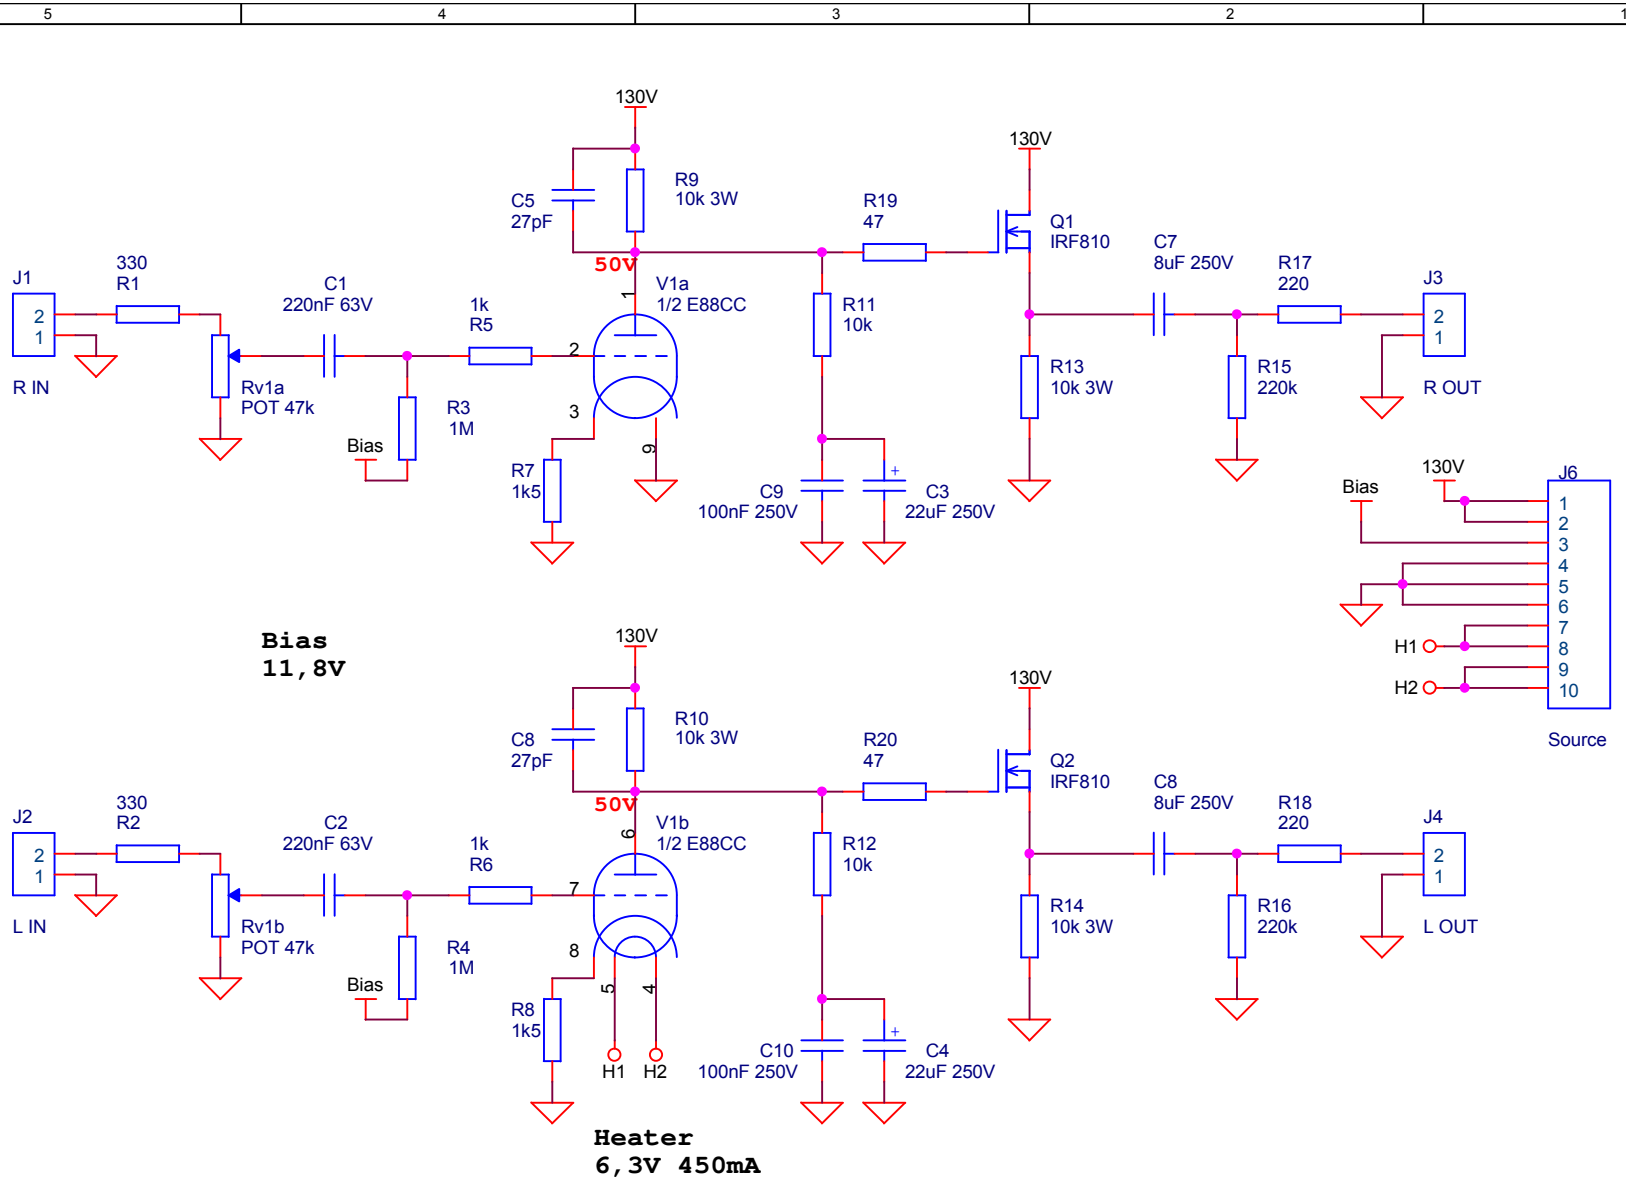 5 4 3 2 1
130V
R9
10k 3W
C5
27pF
50V
130V
R19
47
Q1
IRF810
C7
8uF 250V
R17
220
J3
2
1
R OUT
J1
2
1
R IN
330
R1
C1
220nF 63V
1k
R5
V1a
1/2 E88CC
1
2
3
9
R11
10k
Rv1a
POT 47k
R3
1M
Bias
R7
1k5
C9
100nF 250V
+
C3
22uF 250V
R13
10k 3W
R15
220k
130V
Bias
J6
1
2
3
4
5
6
7
8
9
10
H1
H2
Source
Bias
11,8V
130V
R10
10k 3W
C8
27pF
50V
130V
R20
47
Q2
IRF810
C8
8uF 250V
R18
220
J4
2
1
L OUT
J2
2
1
L IN
330
R2
C2
220nF 63V
1k
R6
V1b
1/2 E88CC
6
7
8
5
4
R12
10k
Rv1b
POT 47k
R4
1M
Bias
R8
1k5
H1
H2
C10
100nF 250V
+
C4
22uF 250V
R14
10k 3W
R16
220k
Heater
6,3V 450mA